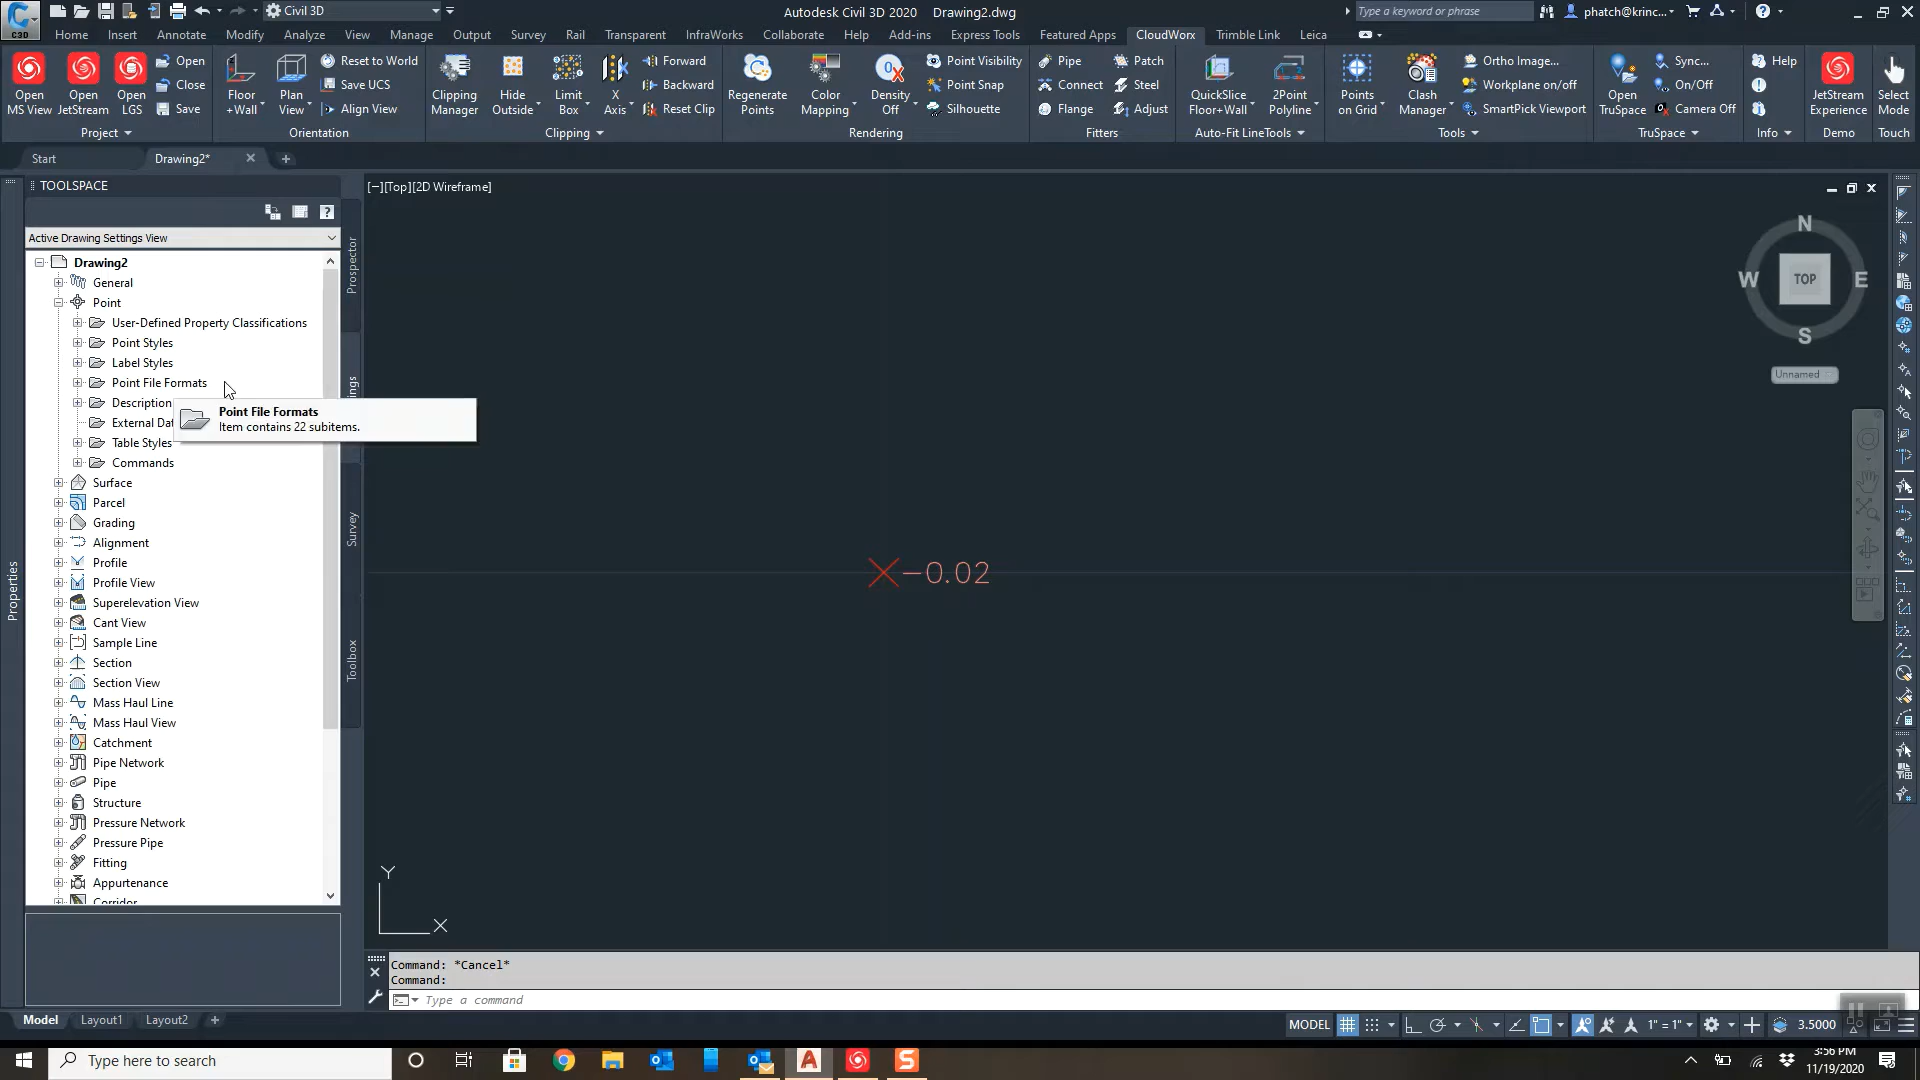 C3D
Civil 3D
Autodesk Civil 3D 2020 Drawing2.dwg
Type a keyword or phrase
phatch@krinc...
Home Insert Annotate Modify Analyze View Manage Output Survey Rail Transparent InfraWorks Collaborate Help Add-ins Express Tools Featured Apps CloudWorx Trimble Link Leica
Open MS View
Open JetStream
Open LGS
Open
Close
Save
Project
Floor +Wall
Plan View
Reset to World
Save UCS
Align View
Orientation
Clipping Manager
Hide Outside
Limit Box
X Axis
Forward
Backward
Reset Clip
Clipping
Regenerate Points
Color Mapping
Density Off
Point Visibility
Point Snap
Silhouette
Rendering
Pipe
Connect
Flange
Patch
Steel
Adjust
Fitters
QuickSlice Floor+Wall
2Point Polyline
Auto-Fit LineTools
Points on Grid
Clash Manager
Ortho Image...
Workplane on/off
SmartPick Viewport
Tools
Open TruSpace
Sync...
On/Off
Camera Off
TruSpace
Help
Info
JetStream Experience
Demo
Select Mode
Touch
Start
Drawing2*
TOOLSPACE
Active Drawing Settings View
Drawing2
General
Point
User-Defined Property Classifications
Point Styles
Label Styles
Point File Formats
Description
External Dat
Table Styles
Commands
Surface
Parcel
Grading
Alignment
Profile
Profile View
Superelevation View
Cant View
Sample Line
Section
Section View
Mass Haul Line
Mass Haul View
Catchment
Pipe Network
Pipe
Structure
Pressure Network
Pressure Pipe
Fitting
Appurtenance
Corridor
Point File Formats
Item contains 22 subitems.
Properties
Prospector
ings
Survey
Toolbox
[−][Top][2D Wireframe]
−0.02
N
W TOP E
S
Unnamed
Y
X
Command: *Cancel*
Command:
Type a command
Model Layout1 Layout2
MODEL
1" = 1"
3.5000
Type here to search
3:56 PM
11/19/2020